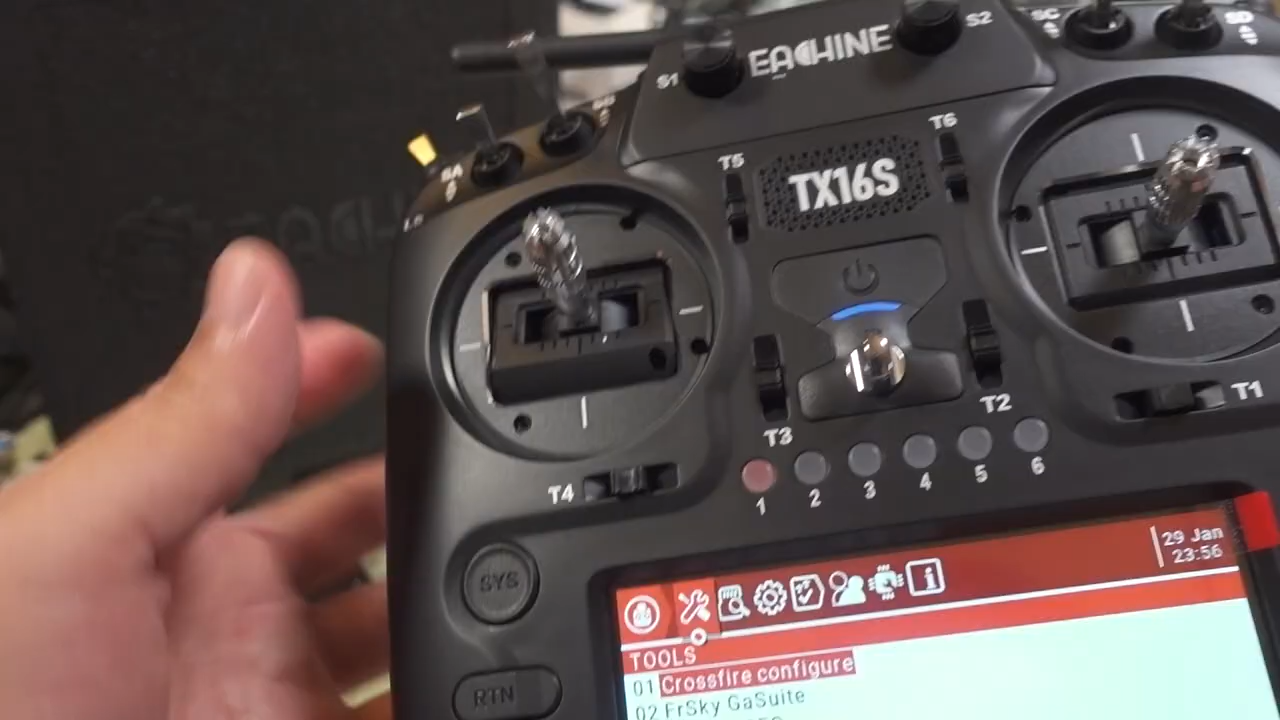 S2
SC
SD
EACHINE
S1
T6
T5
SA
TX16S
T1
T2
T3
T4
1 2 3 4 5 6
SYS
29 Jan
23:56
TOOLS
01 Crossfire configure
RTN
02 FrSky GaSuite